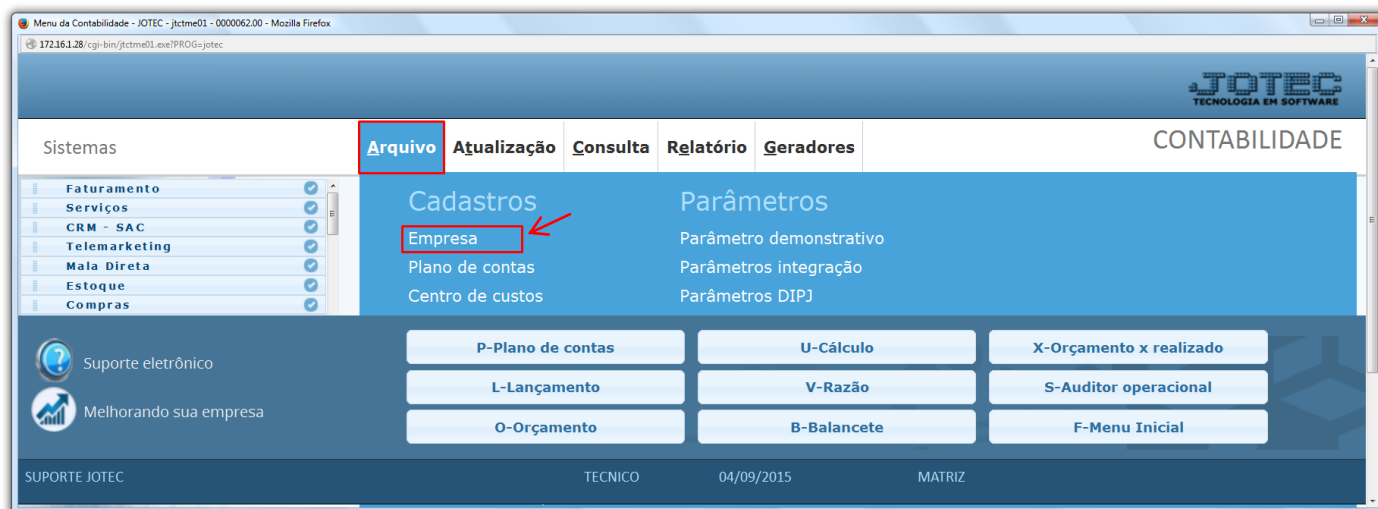 Menu da Contabilidade - JOTEC - jtctme01 - 0000062.00 - Mozilla Firefox
172.16.1.28/cgi-bin/jtctme01.exe?PROG=jotec
JOTEC
TECNOLOGIA EM SOFTWARE
Sistemas
Arquivo Atualização Consulta Relatório Geradores
CONTABILIDADE
Faturamento
Serviços
CRM - SAC
Telemarketing
Mala Direta
Estoque
Compras
Cadastros
Empresa
Plano de contas
Centro de custos
Parâmetros
Parâmetro demonstrativo
Parâmetros integração
Parâmetros DIPJ
Suporte eletrônico
Melhorando sua empresa
P-Plano de contas U-Cálculo X-Orçamento x realizado
L-Lançamento V-Razão S-Auditor operacional
O-Orçamento B-Balancete F-Menu Inicial
SUPORTE JOTEC TECNICO 04/09/2015 MATRIZ